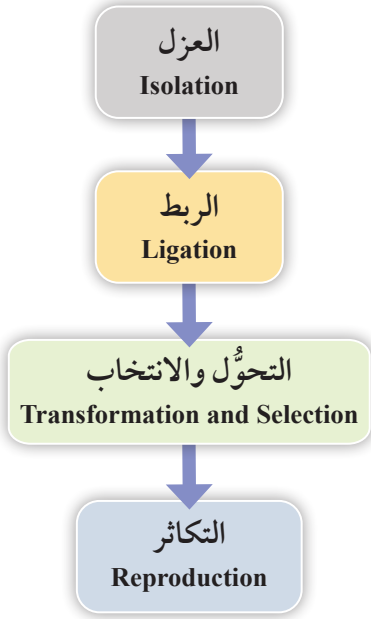 العزل
Isolation
الربط
Ligation
التحوُّل والانتخاب
Transformation and Selection
التكاثر
Reproduction